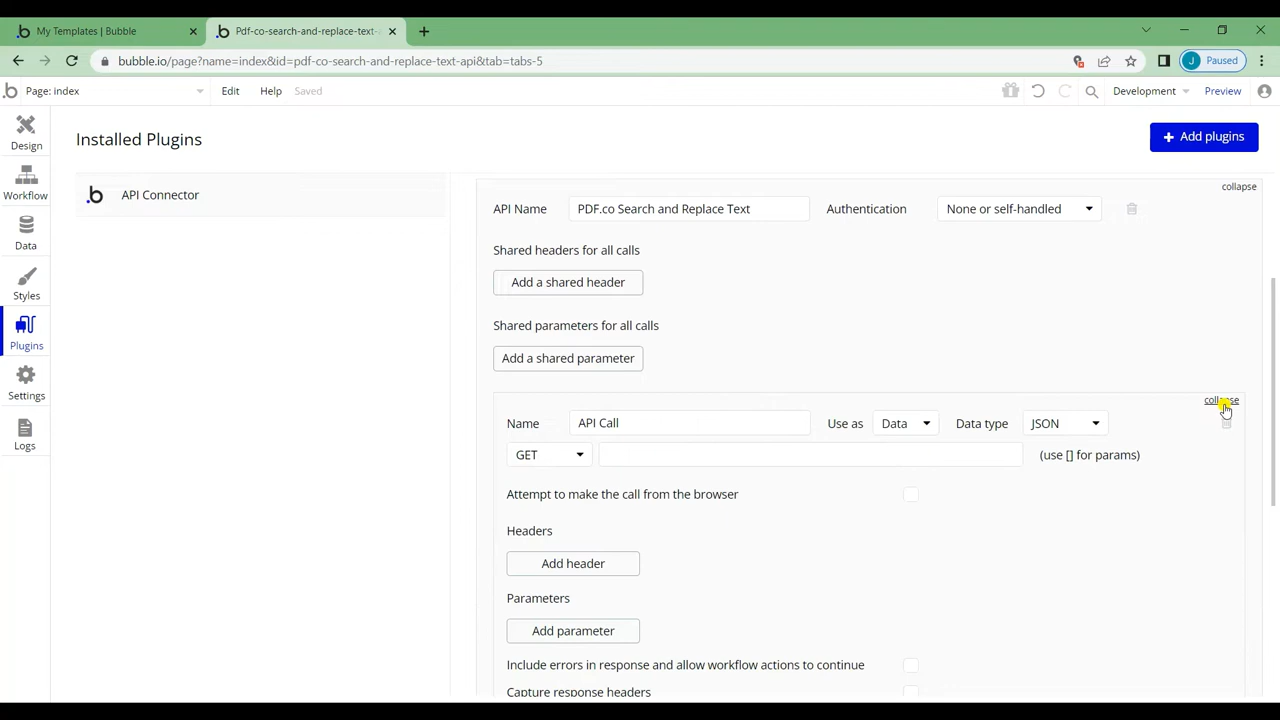 My Templates | Bubble
Pdf-co-search-and-replace-text-
bubble.io/page?name=index&id=pdf-co-search-and-replace-text-api&tab=tabs-5
J Paused
Page: index
Edit
Help
Saved
Development
Preview
Design
Workflow
Data
Styles
Plugins
Settings
Logs
Installed Plugins
Add plugins
API Connector
collapse
API Name
PDF.co Search and Replace Text
Authentication
None or self-handled
Shared headers for all calls
Add a shared header
Shared parameters for all calls
Add a shared parameter
collapse
Name
API Call
Use as
Data
Data type
JSON
GET
(use [] for params)
Attempt to make the call from the browser
Headers
Add header
Parameters
Add parameter
Include errors in response and allow workflow actions to continue
Capture response headers